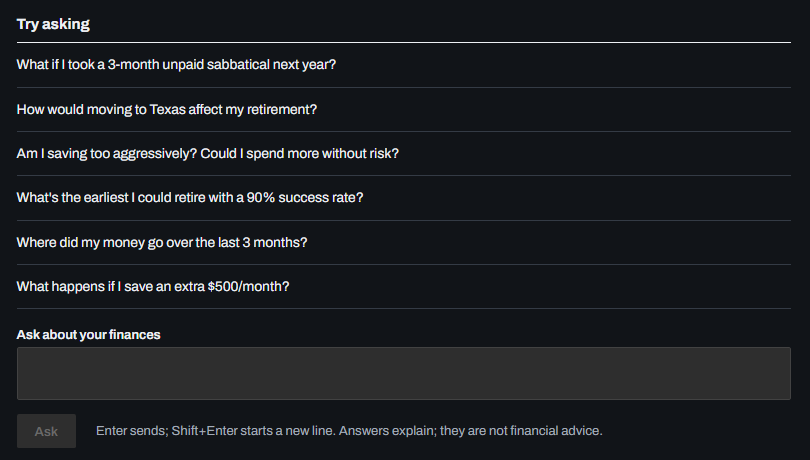 Try asking
What if I took a 3-month unpaid sabbatical next year?
How would moving to Texas affect my retirement?
Am I saving too aggressively? Could I spend more without risk?
What's the earliest I could retire with a 90% success rate?
Where did my money go over the last 3 months?
What happens if I save an extra $500/month?
Ask about your finances
Ask
Enter sends; Shift+Enter starts a new line. Answers explain; they are not financial advice.